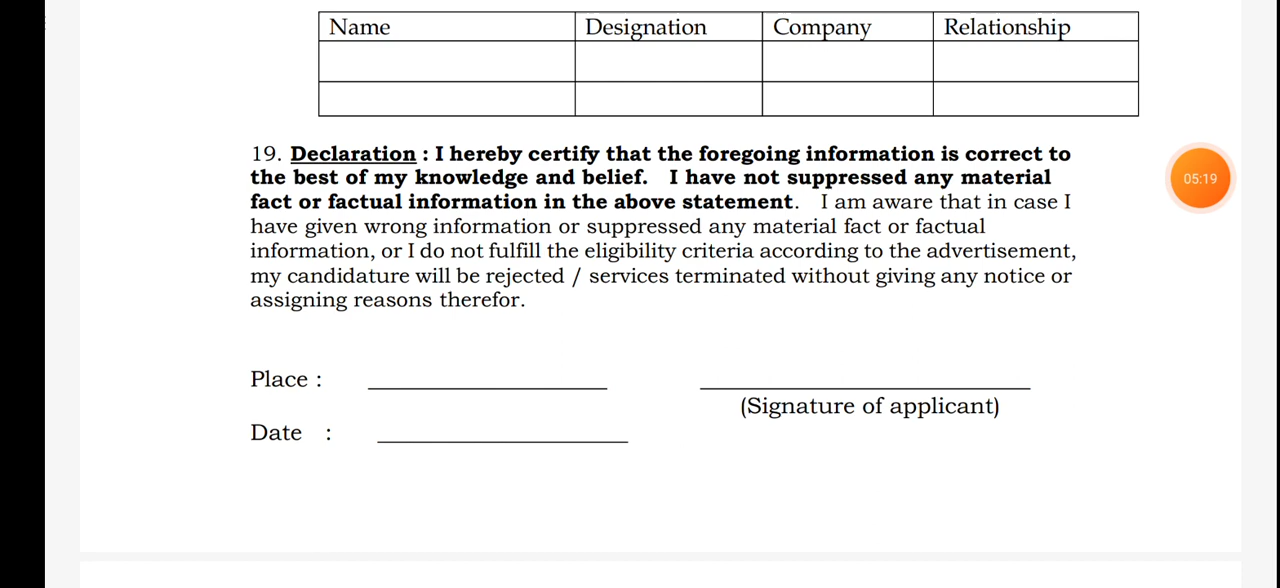 Name Designation Company Relationship
19. Declaration : I hereby certify that the foregoing information is correct to
the best of my knowledge and belief. I have not suppressed any material
fact or factual information in the above statement. I am aware that in case I
have given wrong information or suppressed any material fact or factual
information, or I do not fulfill the eligibility criteria according to the advertisement,
my candidature will be rejected / services terminated without giving any notice or
assigning reasons therefor.
05:19
Place : 
(Signature of applicant)
Date :